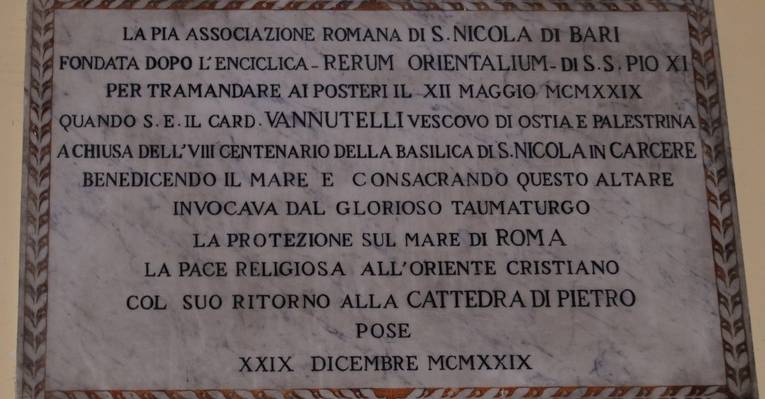 LA PIA ASSOCIAZIONE ROMANA DI S. NICOLA DI BARI
FONDATA DOPO L'ENCICLICA - RERUM ORIENTALIUM - DI S.S. PIO XI
PER TRAMANDARE AI POSTERI IL XII MAGGIO MCMXXIX
QUANDO S. E. IL CARD. VANNUTELLI VESCOVO DI OSTIA E PALESTRINA
A CHIUSA DELL'VIII CENTENARIO DELLA BASILICA DI S. NICOLA IN CARCERE
BENEDICENDO IL MARE E CONSACRANDO QUESTO ALTARE
INVOCAVA DAL GLORIOSO TAUMATURGO
LA PROTEZIONE SUL MARE DI ROMA
LA PACE RELIGIOSA ALL'ORIENTE CRISTIANO
COL SUO RITORNO ALLA CATTEDRA DI PIETRO
POSE
XXIX DICEMBRE MCMXXIX